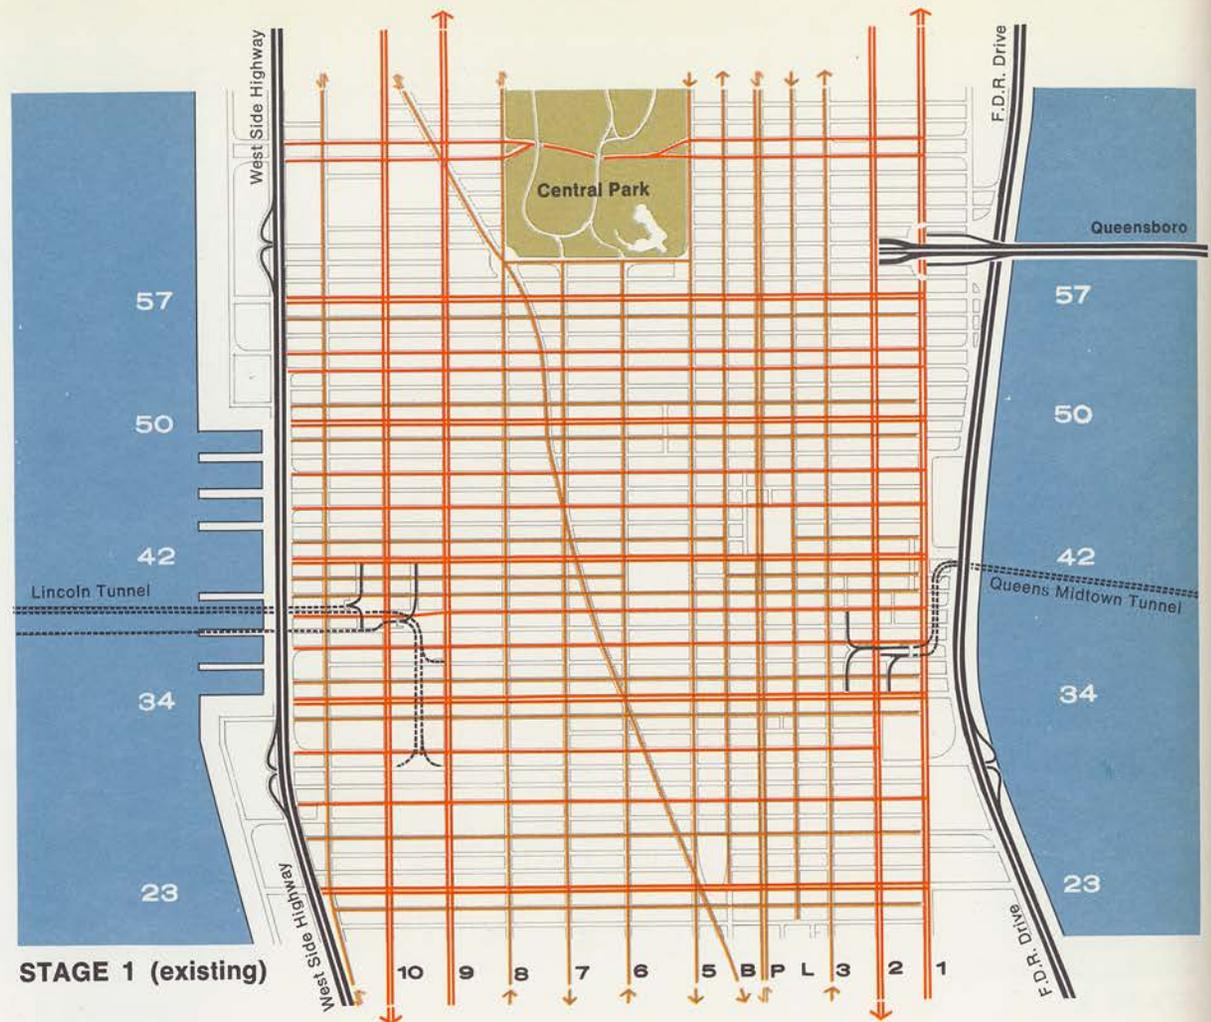 West Side Highway
F.D.R. Drive
Central Park
Queensboro
57
57
50
50
42
42
Lincoln Tunnel
Queens Midtown Tunnel
34
34
23
23
West Side Highway
F.D.R. Drive
STAGE 1 (existing)
10 9 8 7 6 5 B P L 3 2 1